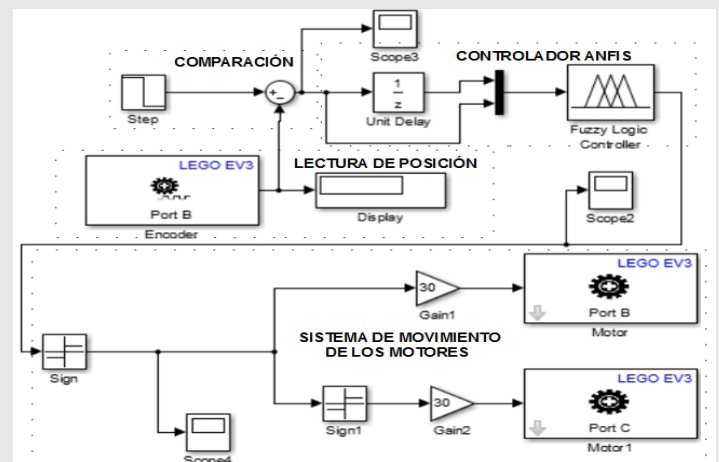 Scope3
COMPARACIÓN
CONTROLADOR ANFIS
+
-
1
z
Step
Unit Delay
Fuzzy Logic
Controller
LEGO EV3
LECTURA DE POSICIÓN
Port B
Encoder
Display
Scope2
LEGO EV3
30
Gain1
Port B
Motor
SISTEMA DE MOVIMIENTO
DE LOS MOTORES
Sign
LEGO EV3
30
Sign1
Gain2
Port C
Motor1
Scope4